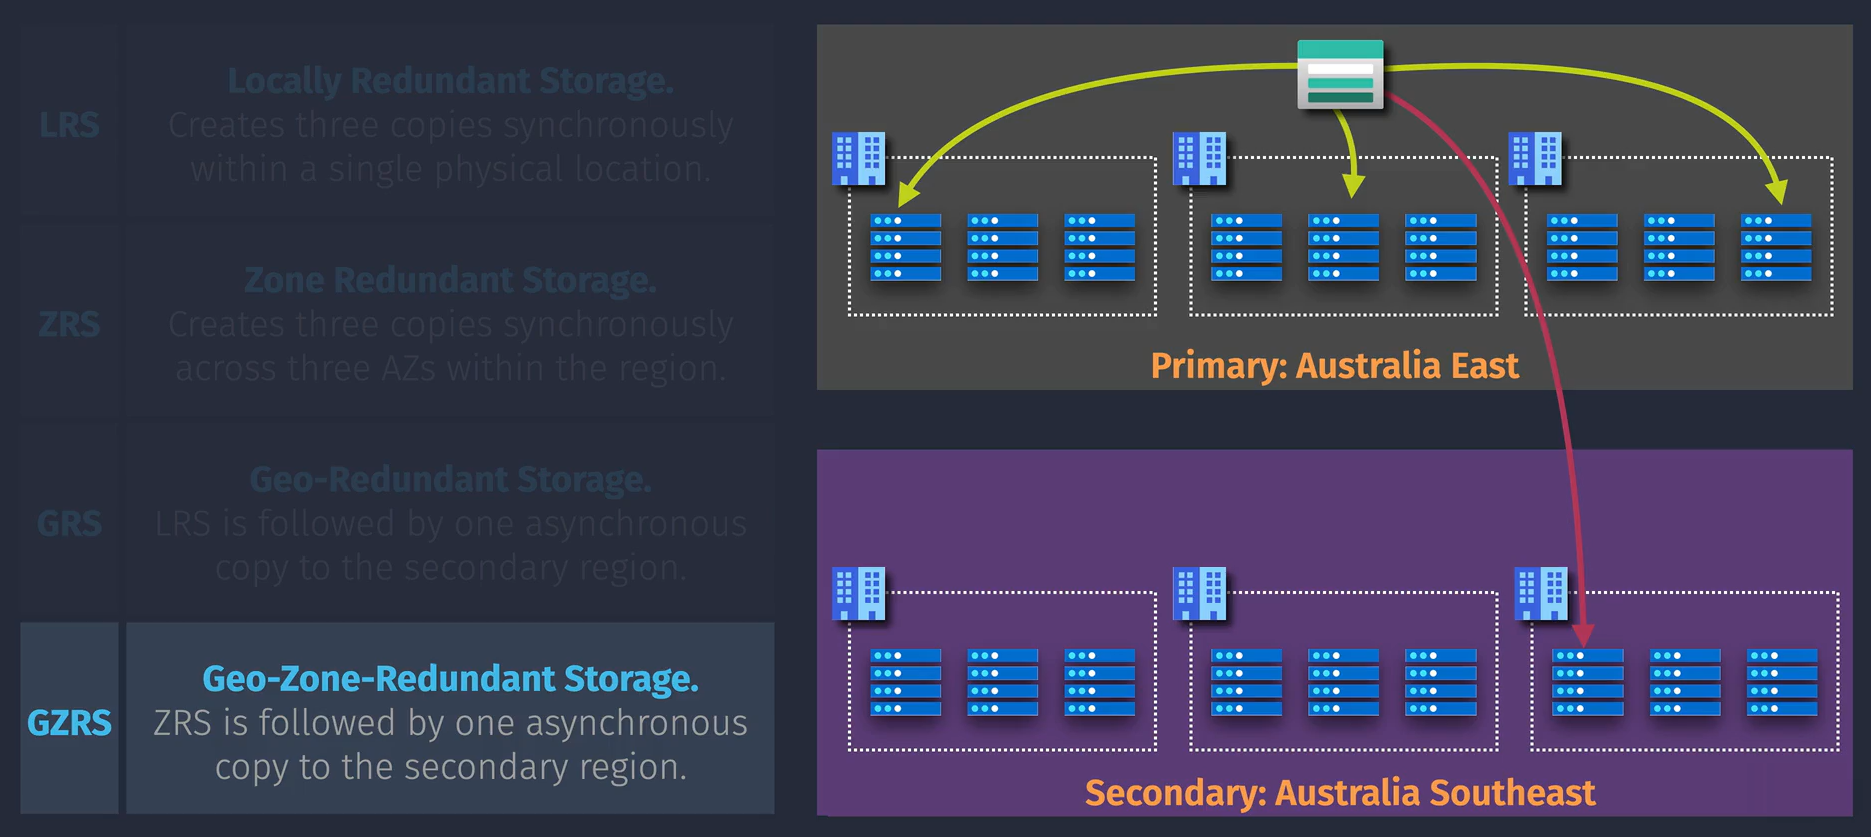 LRS
Locally Redundant Storage.
Creates three copies synchronously
within a single physical location.
ZRS
Zone Redundant Storage.
Creates three copies synchronously
across three AZs within the region.
GRS
Geo-Redundant Storage.
LRS is followed by one asynchronous
copy to the secondary region.
GZRS
Geo-Zone-Redundant Storage.
ZRS is followed by one asynchronous
copy to the secondary region.
Primary: Australia East
Secondary: Australia Southeast